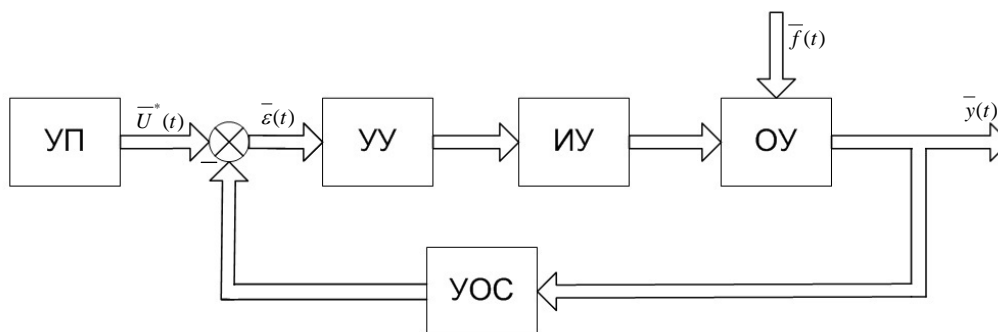 f̅(t)
УП
U̅*(t)
ε̅(t)
УУ
ИУ
ОУ
y̅(t)
−
УОС